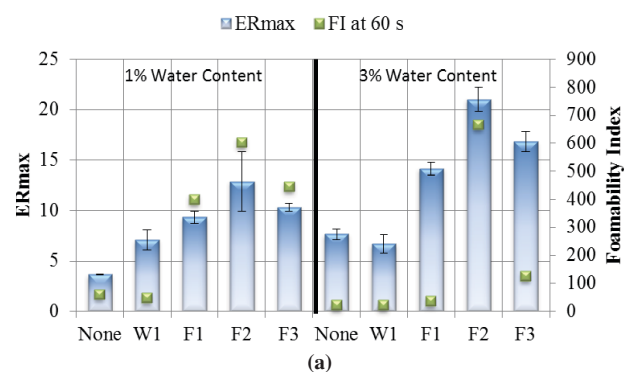 ERmax FI at 60 s
25 900
1% Water Content 3% Water Content
800
20 700
600
15 500
ERmax
400
10 Foamability Index
300
5 200
100
0 0
None W1 F1 F2 F3 None W1 F1 F2 F3
(a)